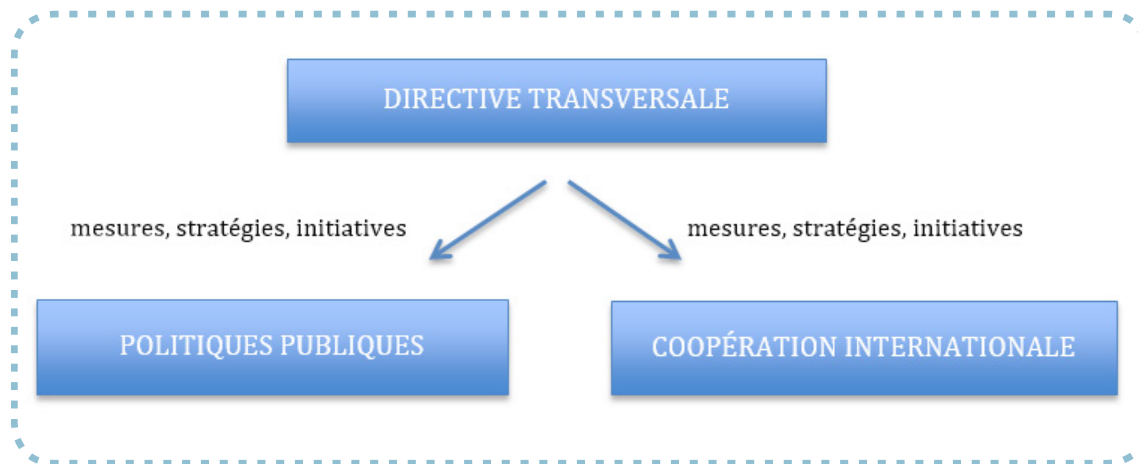 DIRECTIVE TRANSVERSALE
mesures, stratégies, initiatives
mesures, stratégies, initiatives
POLITIQUES PUBLIQUES
COOPÉRATION INTERNATIONALE